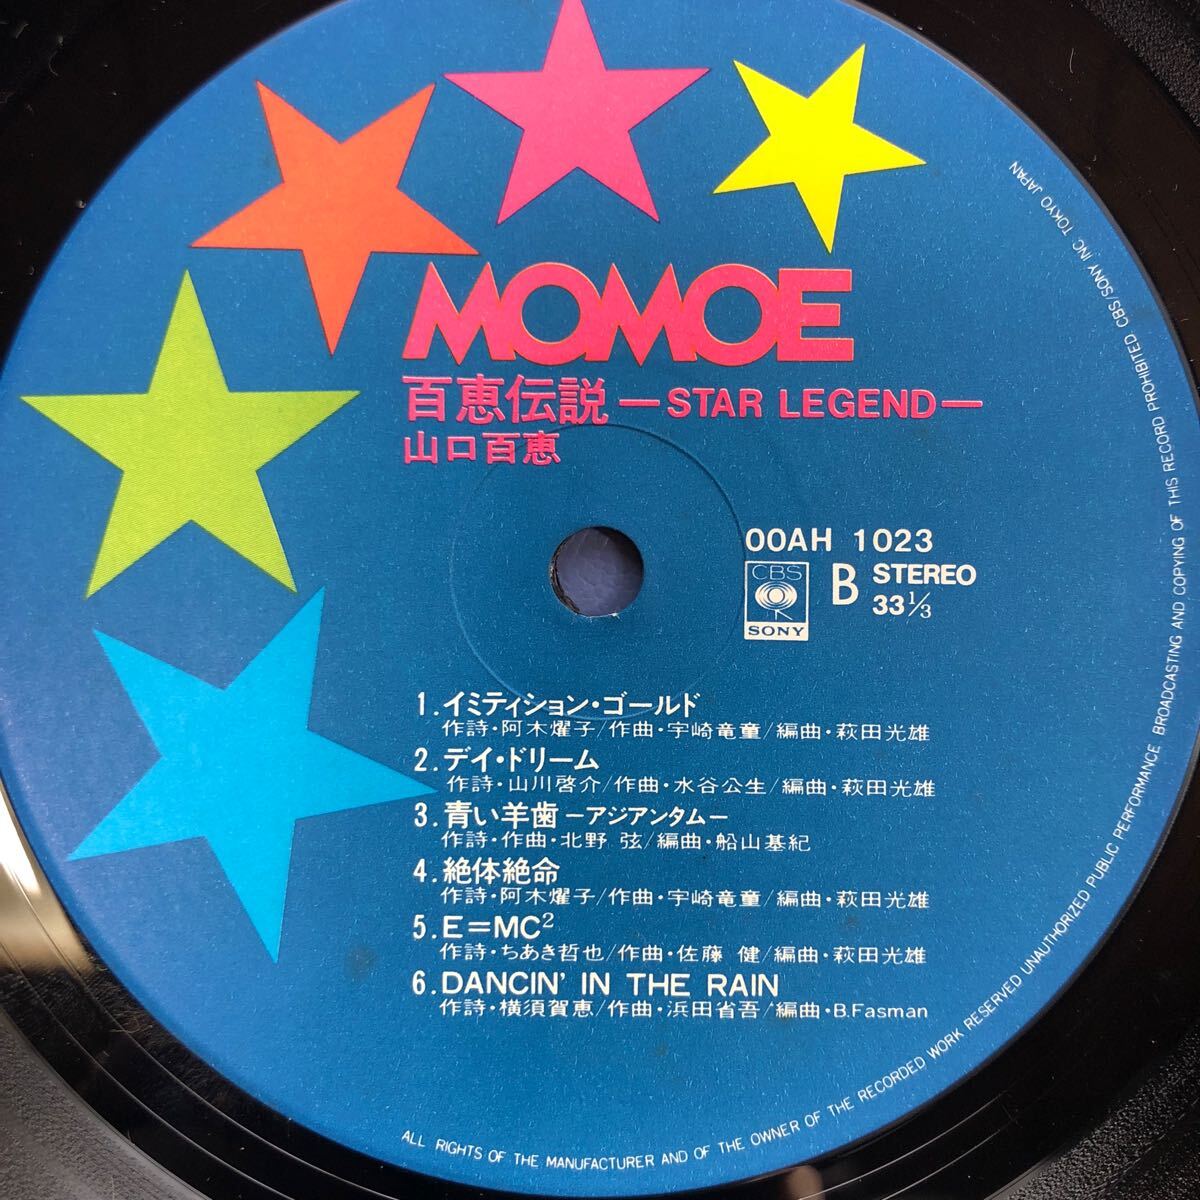 MOMOE
百恵伝説 —STAR LEGEND—
山口百恵
OOAH 1023
CBS
SONY
B
STEREO
33⅓
1.イミティション・ゴールド
作詩・阿木燿子/作曲・宇崎竜童/編曲・萩田光雄
2.デイ・ドリーム
作詩・山川啓介/作曲・水谷公生/編曲・萩田光雄
3.青い羊歯 —アジアンタム—
作詩・作曲・北野 弦/編曲・船山基紀
4.絶体絶命
作詩・阿木燿子/作曲・宇崎竜童/編曲・萩田光雄
5.E=MC²
作詩・ちあき哲也/作曲・佐藤 健/編曲・萩田光雄
6.DANCIN' IN THE RAIN
作詩・横須賀恵/作曲・浜田省吾/編曲・B.Fasman
ALL RIGHTS OF THE MANUFACTURER AND OF THE OWNER OF THE RECORDED WORK RESERVED UNAUTHORIZED PUBLIC PERFORMANCE BROADCASTING AND COPYING OF THIS RECORD PROHIBITED. CBS/SONY INC. TOKYO JAPAN